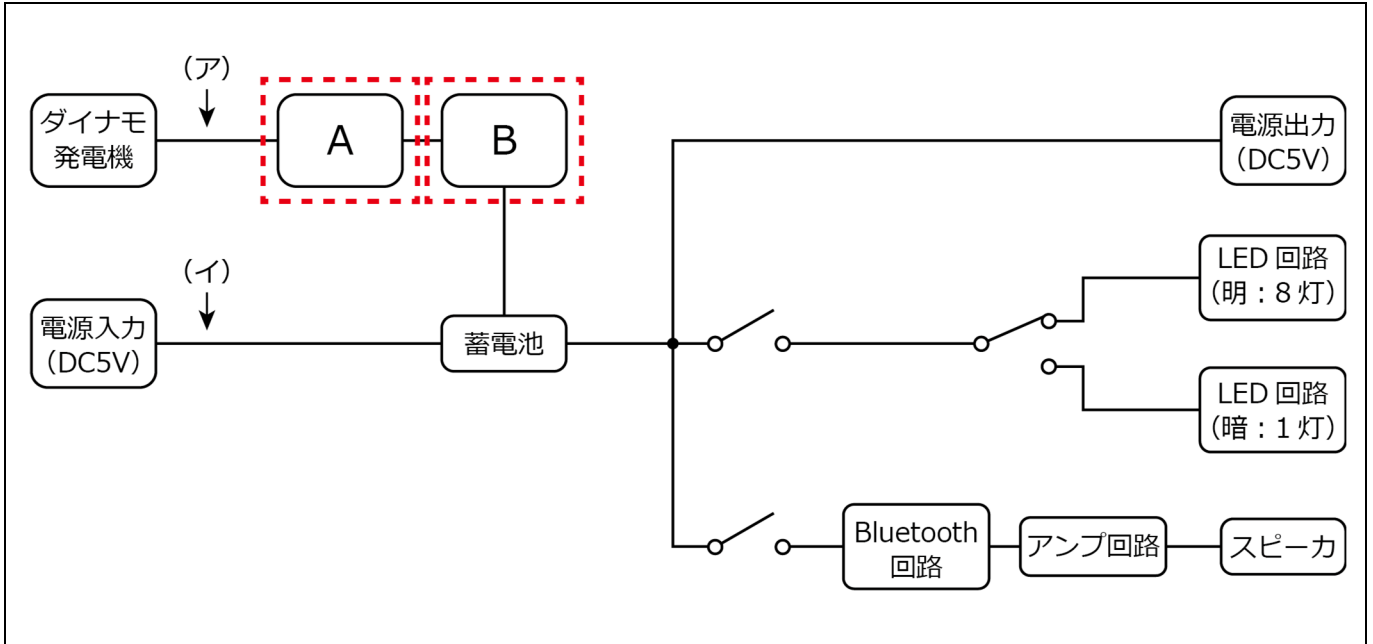 (ア)
ダイナモ
発電機
A
B
電源出力
(DC5V)
(イ)
電源入力
(DC5V)
蓄電池
LED 回路
(明:8 灯)
LED 回路
(暗:1 灯)
Bluetooth
回路
アンプ回路
スピーカ